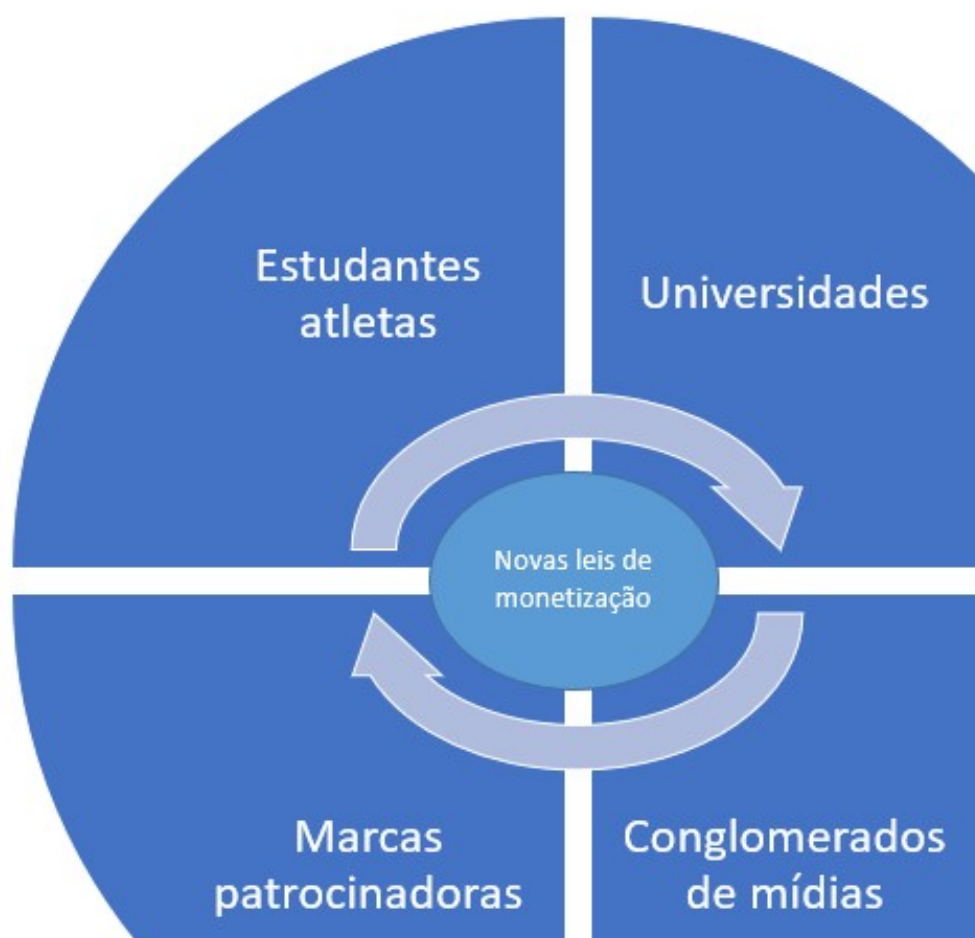 Estudantes
atletas
Universidades
Novas leis de
monetização
Marcas
patrocinadoras
Conglomerados
de mídias